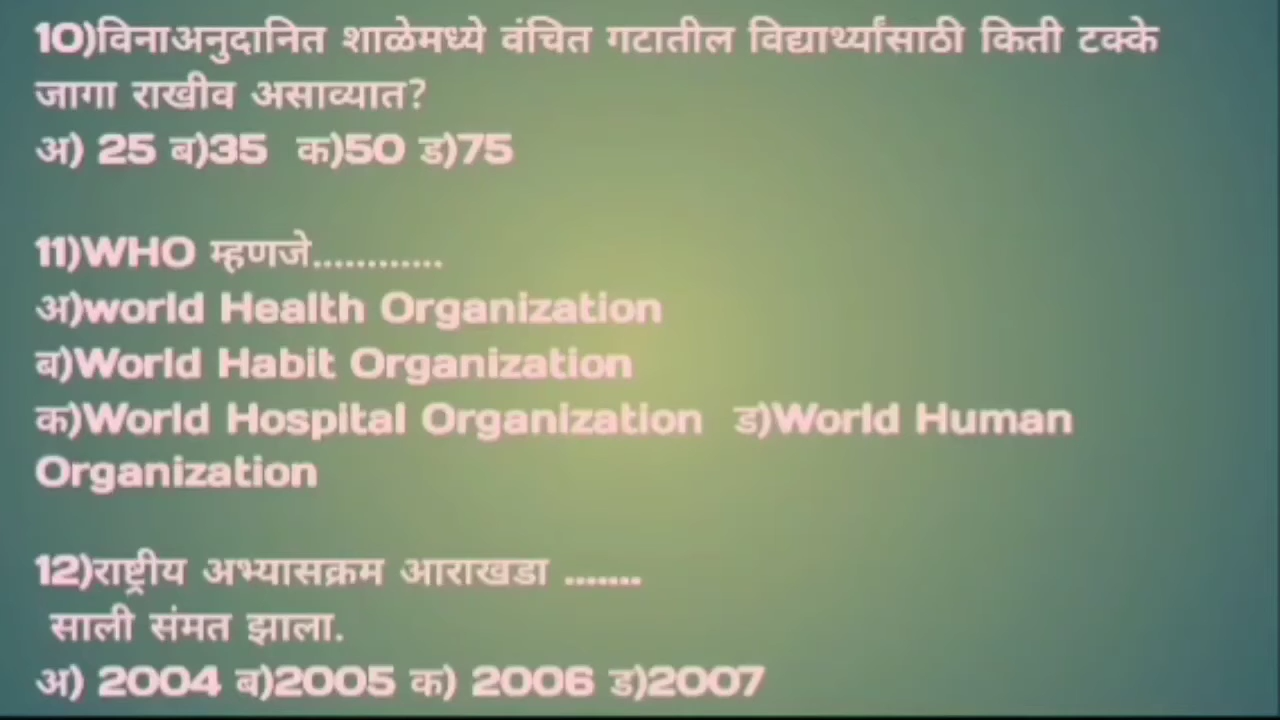 10)विनाअनुदानित शाळेमध्ये वंचित गटातील विद्यार्थ्यांसाठी किती टक्के
जागा राखीव असाव्यात?
अ) 25 ब)35 क)50 ड)75
11)WHO म्हणजे............
अ)world Health Organization
ब)World Habit Organization
क)World Hospital Organization ड)World Human
Organization
12)राष्ट्रीय अभ्यासक्रम आराखडा .......
साली संमत झाला.
अ) 2004 ब)2005 क) 2006 ड)2007